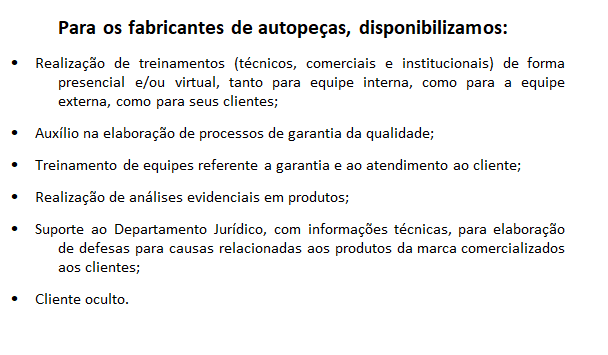 Para os fabricantes de autopeças, disponibilizamos:
• Realização de treinamentos (técnicos, comerciais e institucionais) de forma
presencial e/ou virtual, tanto para equipe interna, como para a equipe
externa, como para seus clientes;
• Auxílio na elaboração de processos de garantia da qualidade;
• Treinamento de equipes referente a garantia e ao atendimento ao cliente;
• Realização de análises evidenciais em produtos;
• Suporte ao Departamento Jurídico, com informações técnicas, para elaboração
de defesas para causas relacionadas aos produtos da marca comercializados
aos clientes;
• Cliente oculto.